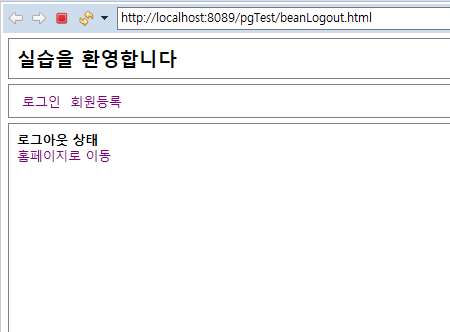 http://localhost:8089/pgTest/beanLogout.html
실습을 환영합니다
로그인 회원등록
로그아웃 상태
홈페이지로 이동